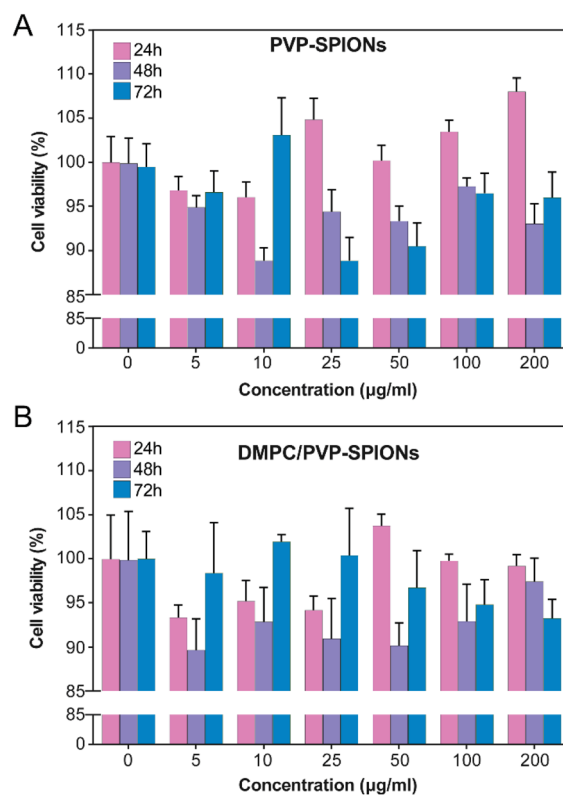 A
PVP-SPIONs
24h
48h
72h
Cell viability (%)
115
110
105
100
95
90
85
85
0
0 5 10 25 50 100 200
Concentration (μg/ml)
B
DMPC/PVP-SPIONs
24h
48h
72h
Cell viability (%)
115
110
105
100
95
90
85
85
0
0 5 10 25 50 100 200
Concentration (μg/ml)